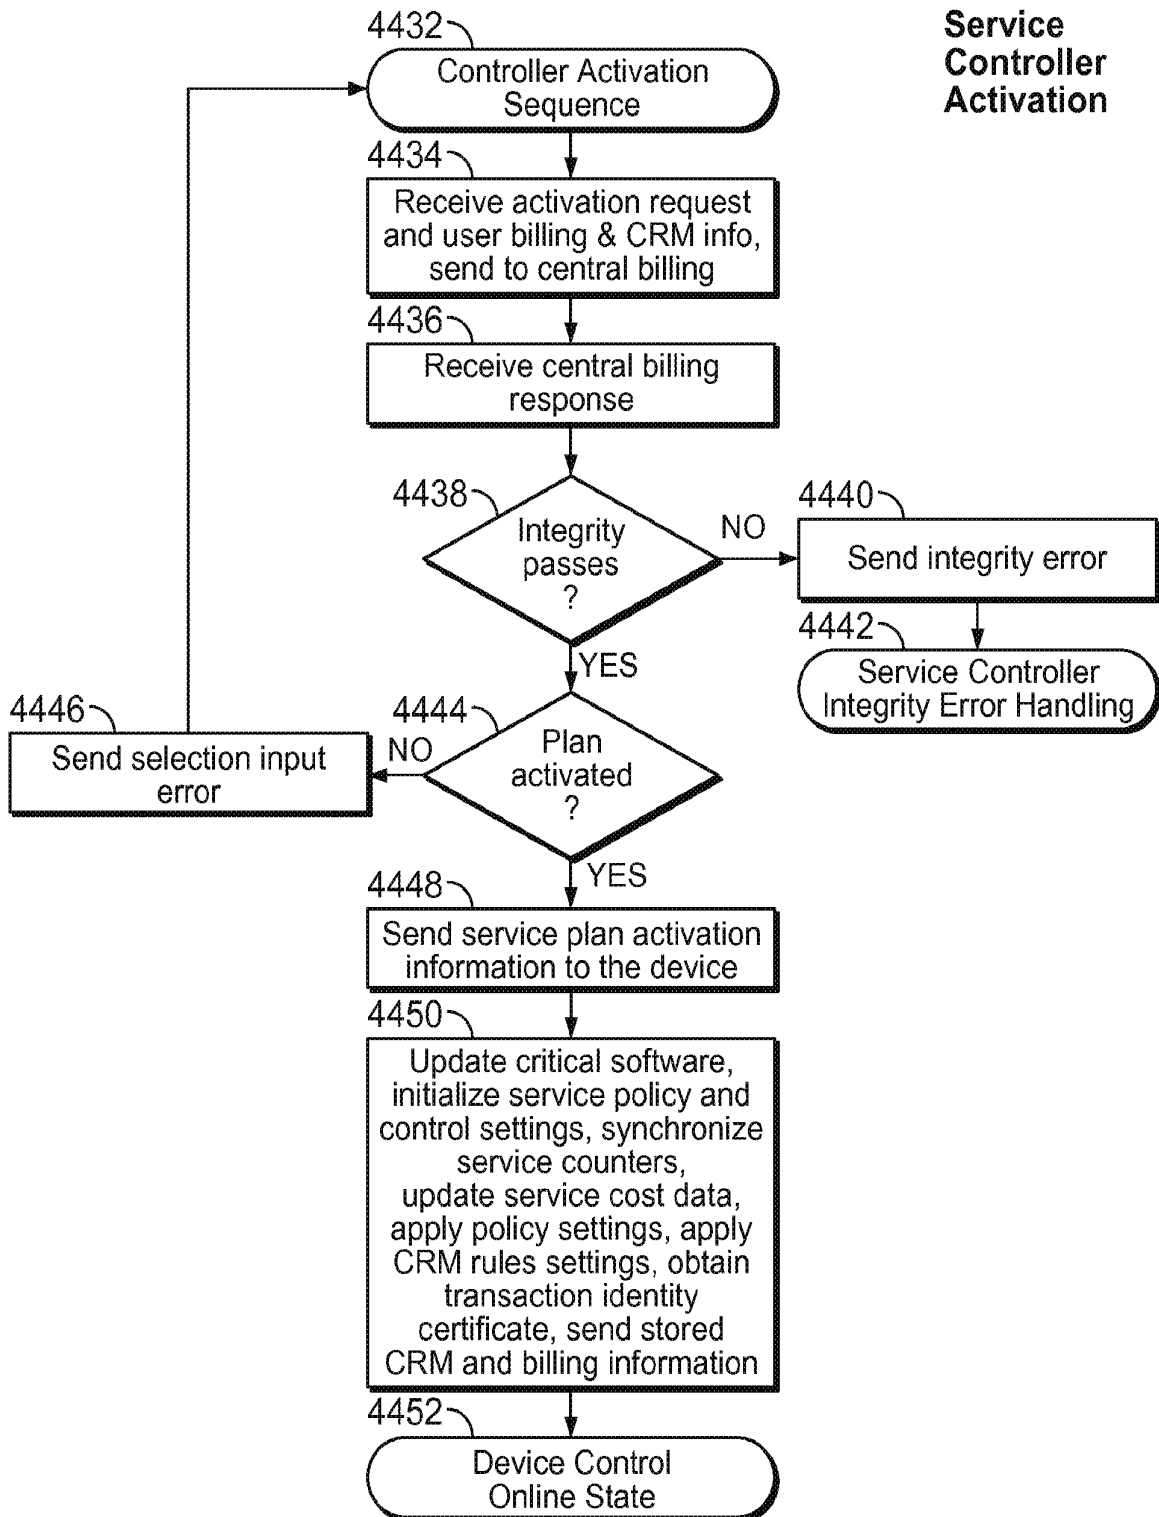 Service
Controller
Activation
4432
Controller Activation
Sequence
4434
Receive activation request
and user billing & CRM info,
send to central billing
4436
Receive central billing
response
4438
Integrity
passes
?
NO
4440
Send integrity error
4442
Service Controller
Integrity Error Handling
YES
4444
Plan
activated
?
NO
4446
Send selection input
error
YES
4448
Send service plan activation
information to the device
4450
Update critical software,
initialize service policy and
control settings, synchronize
service counters,
update service cost data,
apply policy settings, apply
CRM rules settings, obtain
transaction identity
certificate, send stored
CRM and billing information
4452
Device Control
Online State